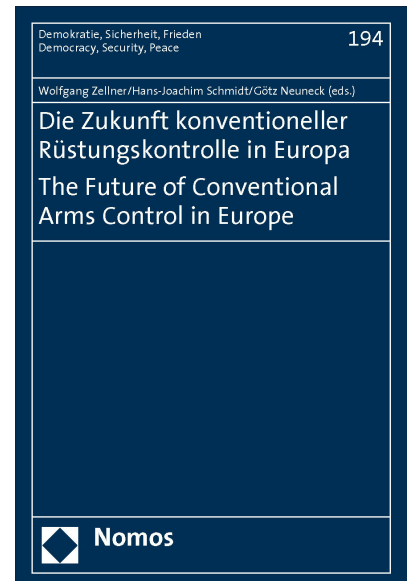 Demokratie, Sicherheit, Frieden
Democracy, Security, Peace
194
Wolfgang Zellner/Hans-Joachim Schmidt/Götz Neuneck (eds.)
Die Zukunft konventioneller
Rüstungskontrolle in Europa
The Future of Conventional
Arms Control in Europe
Nomos